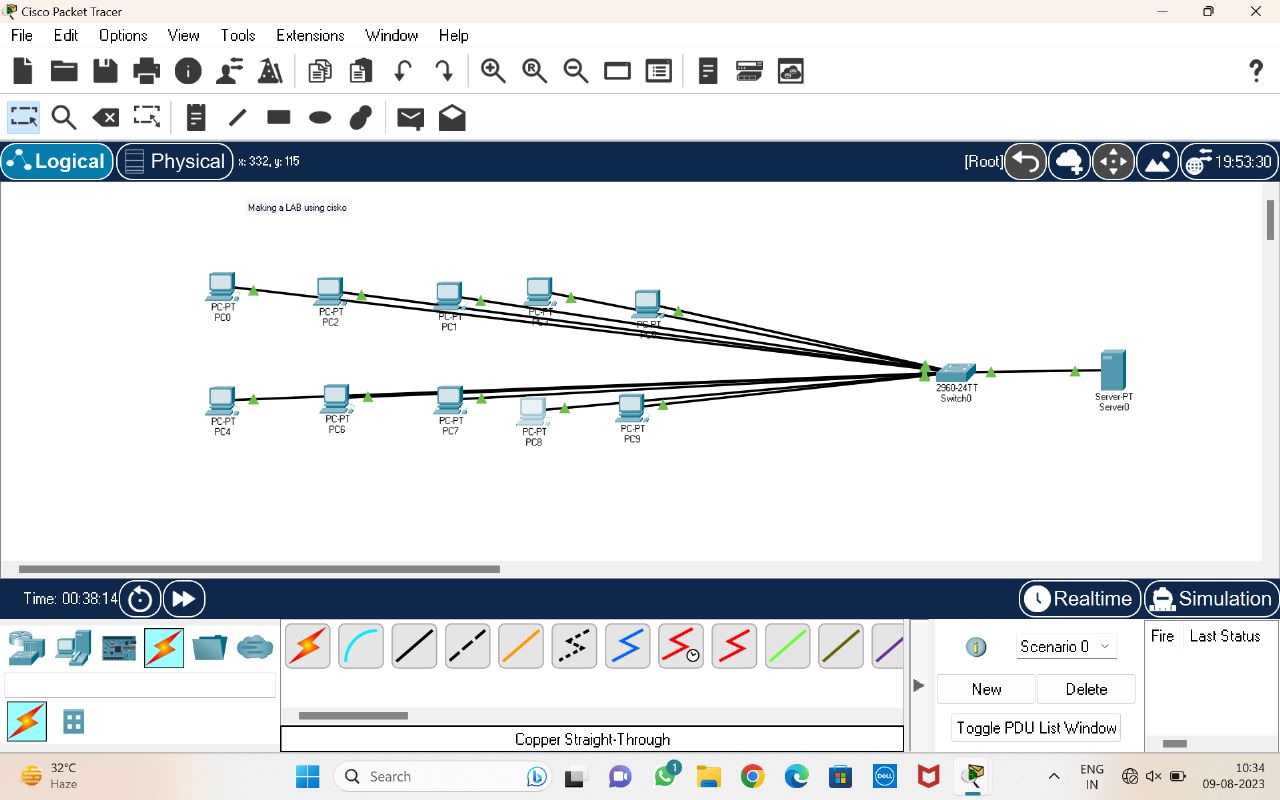 Cisco Packet Tracer
File Edit Options View Tools Extensions Window Help
Logical Physical x: 332, y: 115 [Root] 19:53:30
Making a LAB using cisko
PC-PT
PC0
PC-PT
PC2
PC-PT
PC1
PC-PT
PC-PT
2960-24TT
Switch0
Server-PT
Server0
PC-PT
PC4
PC-PT
PC6
PC-PT
PC7
PC-PT
PC8
PC-PT
PC9
Time: 00:38:14 Realtime Simulation
Fire Last Status
Scenario 0
New Delete
Toggle PDU List Window
Copper Straight-Through
32°C
Haze
Search
1
DELL
ENG
IN
10:34
09-08-2023